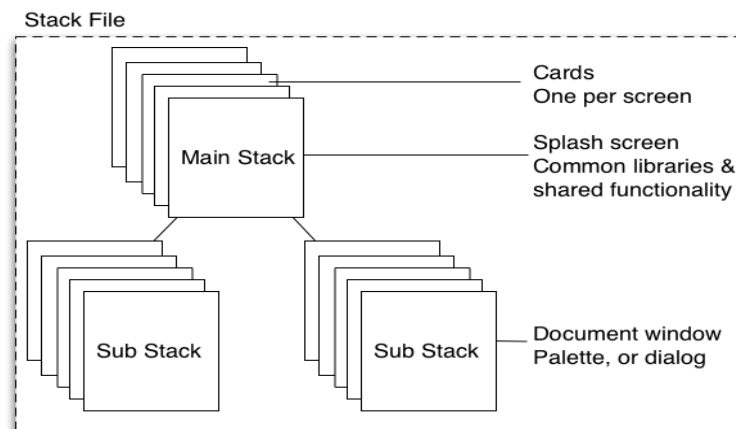 Stack File
Cards
One per screen
Main Stack
Splash screen
Common libraries &
shared functionality
Sub Stack
Sub Stack
Document window
Palette, or dialog